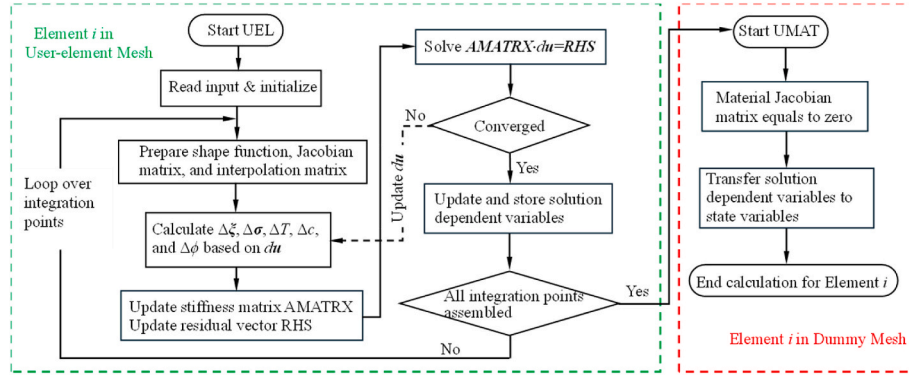 Element i in
User-element Mesh
Start UEL
Read input & initialize
Prepare shape function, Jacobian
matrix, and interpolation matrix
Loop over
integration
points
Calculate Δξ, Δσ, ΔT, Δc,
and Δϕ based on du
Update stiffness matrix AMATRX
Update residual vector RHS
Solve AMATRX·du=RHS
No
Converged
Update du
Yes
Update and store solution
dependent variables
All integration points
assembled
Yes
No
Start UMAT
Material Jacobian
matrix equals to zero
Transfer solution
dependent variables to
state variables
End calculation for Element i
Element i in Dummy Mesh